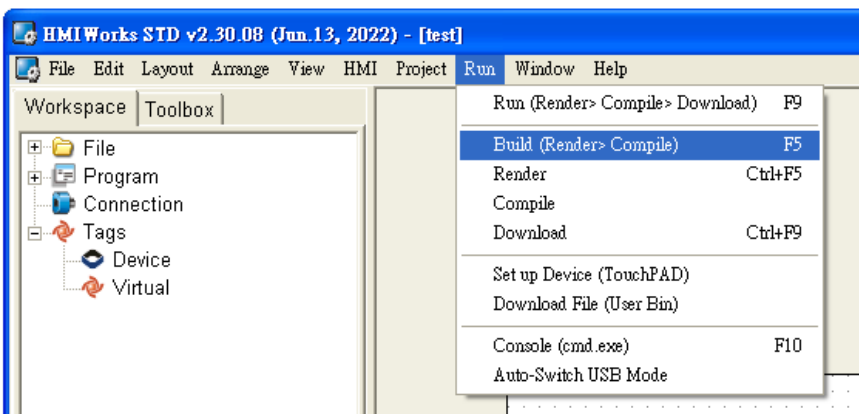 HMIWorks STD v2.30.08 (Jun.13, 2022) - [test]
File Edit Layout Arrange View HMI Project Run Window Help
Workspace Toolbox
File
Program
Connection
Tags
Device
Virtual
Run (Render> Compile> Download) F9
Build (Render> Compile) F5
Render Ctrl+F5
Compile
Download Ctrl+F9
Set up Device (TouchPAD)
Download File (User Bin)
Console (cmd.exe) F10
Auto-Switch USB Mode